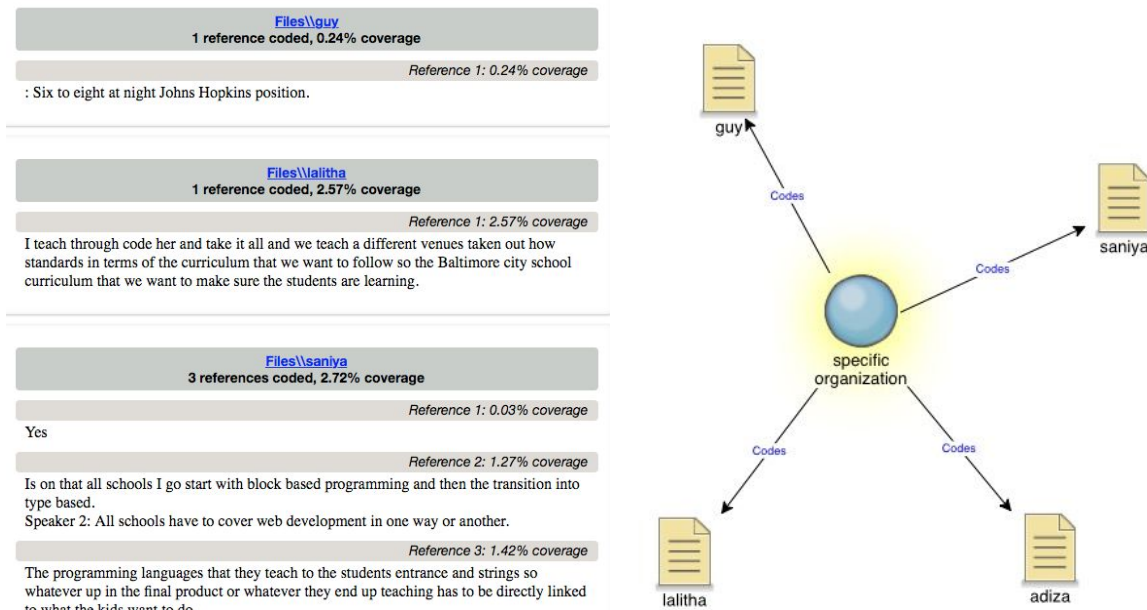 Files\\guy
1 reference coded, 0.24% coverage
Reference 1: 0.24% coverage
: Six to eight at night Johns Hopkins position.
Files\\lalitha
1 reference coded, 2.57% coverage
Reference 1: 2.57% coverage
I teach through code her and take it all and we teach a different venues taken out how
standards in terms of the curriculum that we want to follow so the Baltimore city school
curriculum that we want to make sure the students are learning.
Files\\saniya
3 references coded, 2.72% coverage
Reference 1: 0.03% coverage
Yes
Reference 2: 1.27% coverage
Is on that all schools I go start with block based programming and then the transition into
type based.
Speaker 2: All schools have to cover web development in one way or another.
Reference 3: 1.42% coverage
The programming languages that they teach to the students entrance and strings so
whatever up in the final product or whatever they end up teaching has to be directly linked
to what the kids want to do
guy
Codes
saniya
Codes
specific
organization
Codes
Codes
lalitha
adiza